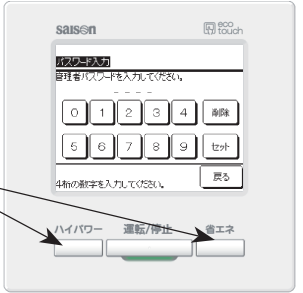 saison
eco
touch
パスワード入力
管理者パスワードを入力してください。
- - - -
0 1 2 3 4 削除
5 6 7 8 9 セット
4桁の数字を入力してください。 戻る
ハイパワー 運転/停止 省エネ